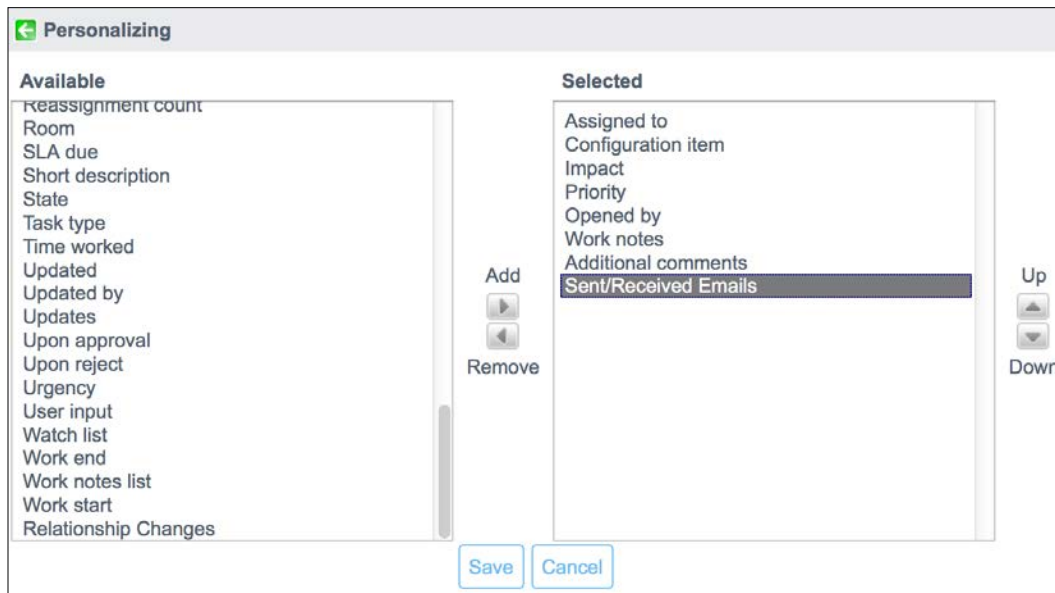 Personalizing
Available
Selected
Reassignment count
Room
SLA due
Short description
State
Task type
Time worked
Updated
Updated by
Updates
Upon approval
Upon reject
Urgency
User input
Watch list
Work end
Work notes list
Work start
Relationship Changes
Add
Remove
Assigned to
Configuration item
Impact
Priority
Opened by
Work notes
Additional comments
Sent/Received Emails
Up
Down
Save
Cancel